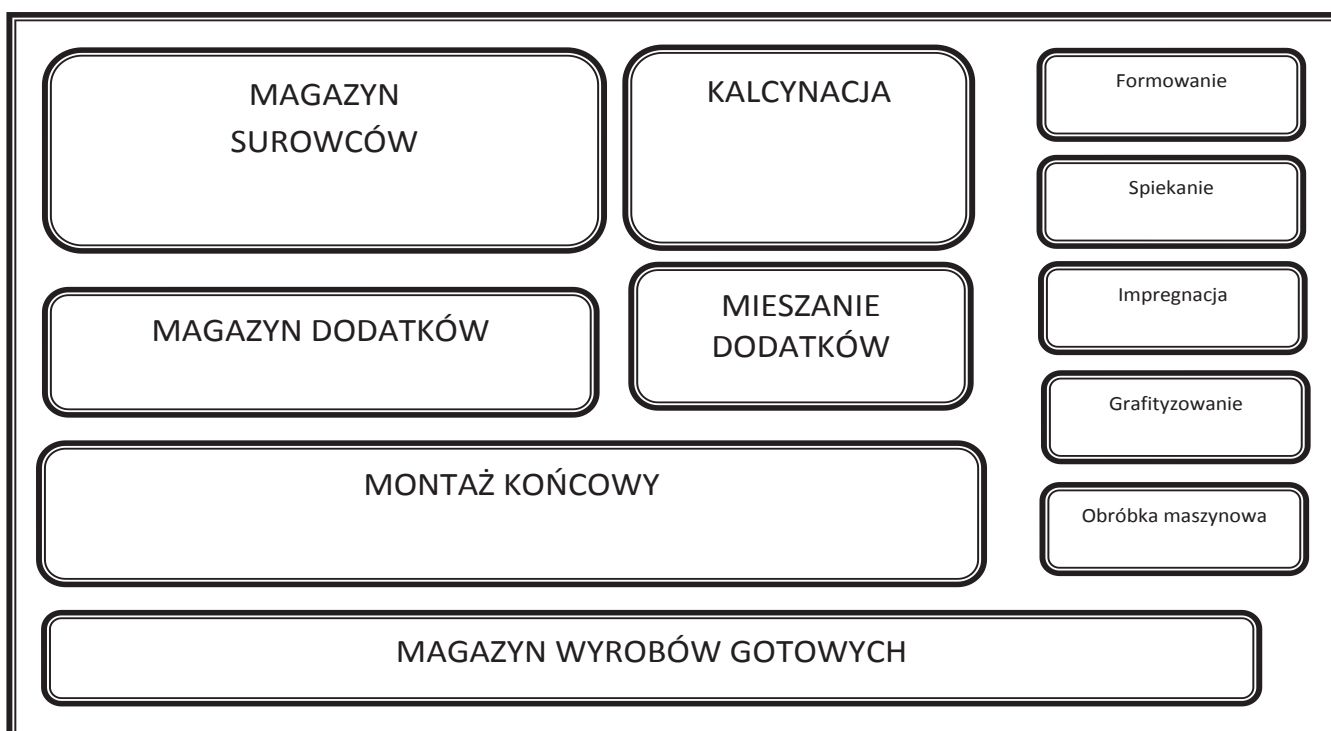 MAGAZYN
SUROWCÓW
KALCYNACJA
Formowanie
Spiekanie
MAGAZYN DODATKÓW
MIESZANIE
DODATKÓW
Impregnacja
Grafityzowanie
MONTAŻ KOŃCOWY
Obróbka maszynowa
MAGAZYN WYROBÓW GOTOWYCH